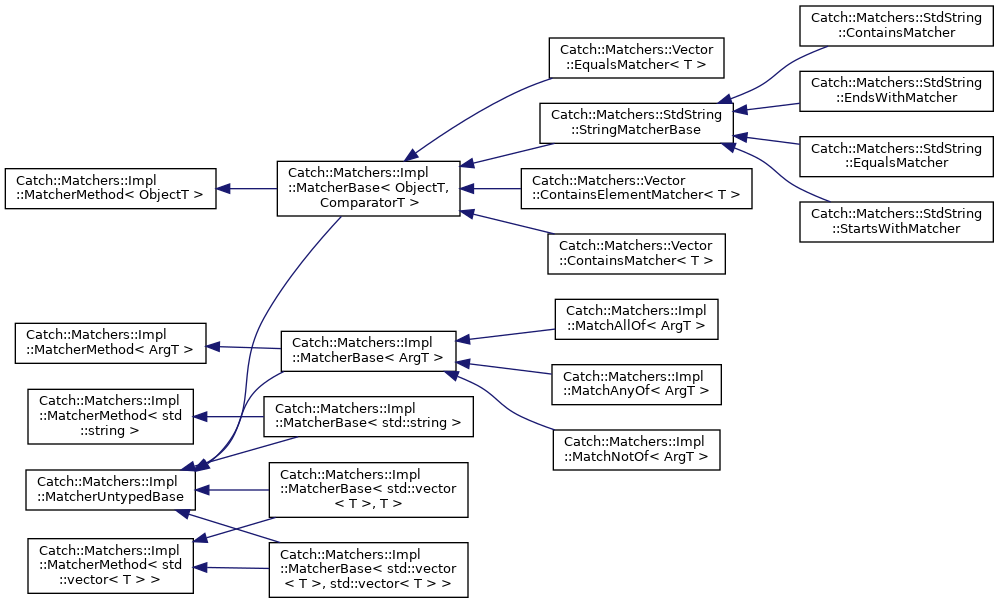 Catch::Matchers::Impl
::MatcherMethod< ObjectT >
Catch::Matchers::Impl
::MatcherBase< ObjectT,
ComparatorT >
Catch::Matchers::Vector
::EqualsMatcher< T >
Catch::Matchers::StdString
::StringMatcherBase
Catch::Matchers::Vector
::ContainsElementMatcher< T >
Catch::Matchers::Vector
::ContainsMatcher< T >
Catch::Matchers::StdString
::ContainsMatcher
Catch::Matchers::StdString
::EndsWithMatcher
Catch::Matchers::StdString
::EqualsMatcher
Catch::Matchers::StdString
::StartsWithMatcher
Catch::Matchers::Impl
::MatcherMethod< ArgT >
Catch::Matchers::Impl
::MatcherBase< ArgT >
Catch::Matchers::Impl
::MatchAllOf< ArgT >
Catch::Matchers::Impl
::MatchAnyOf< ArgT >
Catch::Matchers::Impl
::MatchNotOf< ArgT >
Catch::Matchers::Impl
::MatcherMethod< std
::string >
Catch::Matchers::Impl
::MatcherBase< std::string >
Catch::Matchers::Impl
::MatcherUntypedBase
Catch::Matchers::Impl
::MatcherBase< std::vector
< T >, T >
Catch::Matchers::Impl
::MatcherMethod< std
::vector< T > >
Catch::Matchers::Impl
::MatcherBase< std::vector
< T >, std::vector< T > >